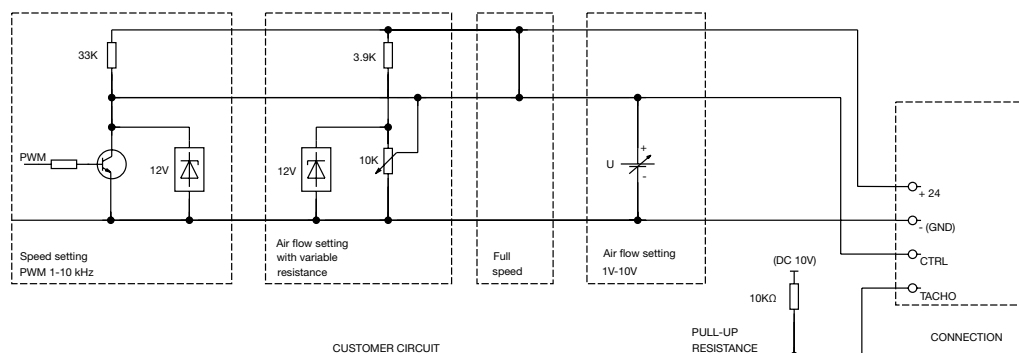 33K
3.9K
PWM
12V
12V
10K
U
+
-
+ 24
- (GND)
CTRL
TACHO
Speed setting
PWM 1-10 kHz
Air flow setting
with variable
resistance
Full
speed
Air flow setting
1V-10V
(DC 10V)
10KΩ
PULL-UP
RESISTANCE
CONNECTION
CUSTOMER CIRCUIT